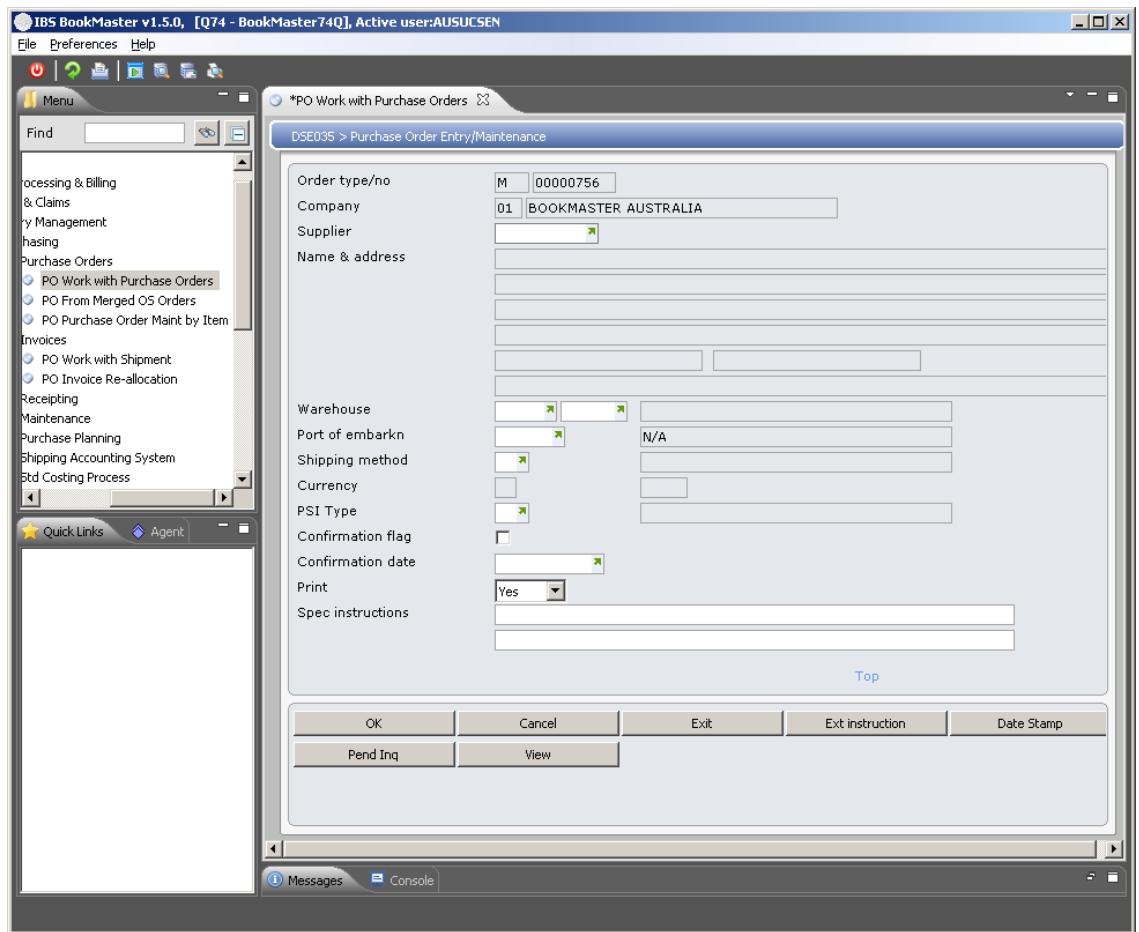 IBS BookMaster v1.5.0, [Q74 - BookMaster74Q], Active user:AUSUCSEN
File Preferences Help
Menu
Find
ocessing & Billing
& Claims
ry Management
hasing
Purchase Orders
PO Work with Purchase Orders
PO From Merged OS Orders
PO Purchase Order Maint by Item
Invoices
PO Work with Shipment
PO Invoice Re-allocation
Receipting
Maintenance
Purchase Planning
Shipping Accounting System
Std Costing Process
Quick Links Agent
*PO Work with Purchase Orders
DSE035 > Purchase Order Entry/Maintenance
Order type/no M 00000756
Company 01 BOOKMASTER AUSTRALIA
Supplier
Name & address
Warehouse
Port of embarkn N/A
Shipping method
Currency
PSI Type
Confirmation flag
Confirmation date
Print Yes
Spec instructions
Top
OK Cancel Exit Ext instruction Date Stamp
Pend Inq View
Messages Console